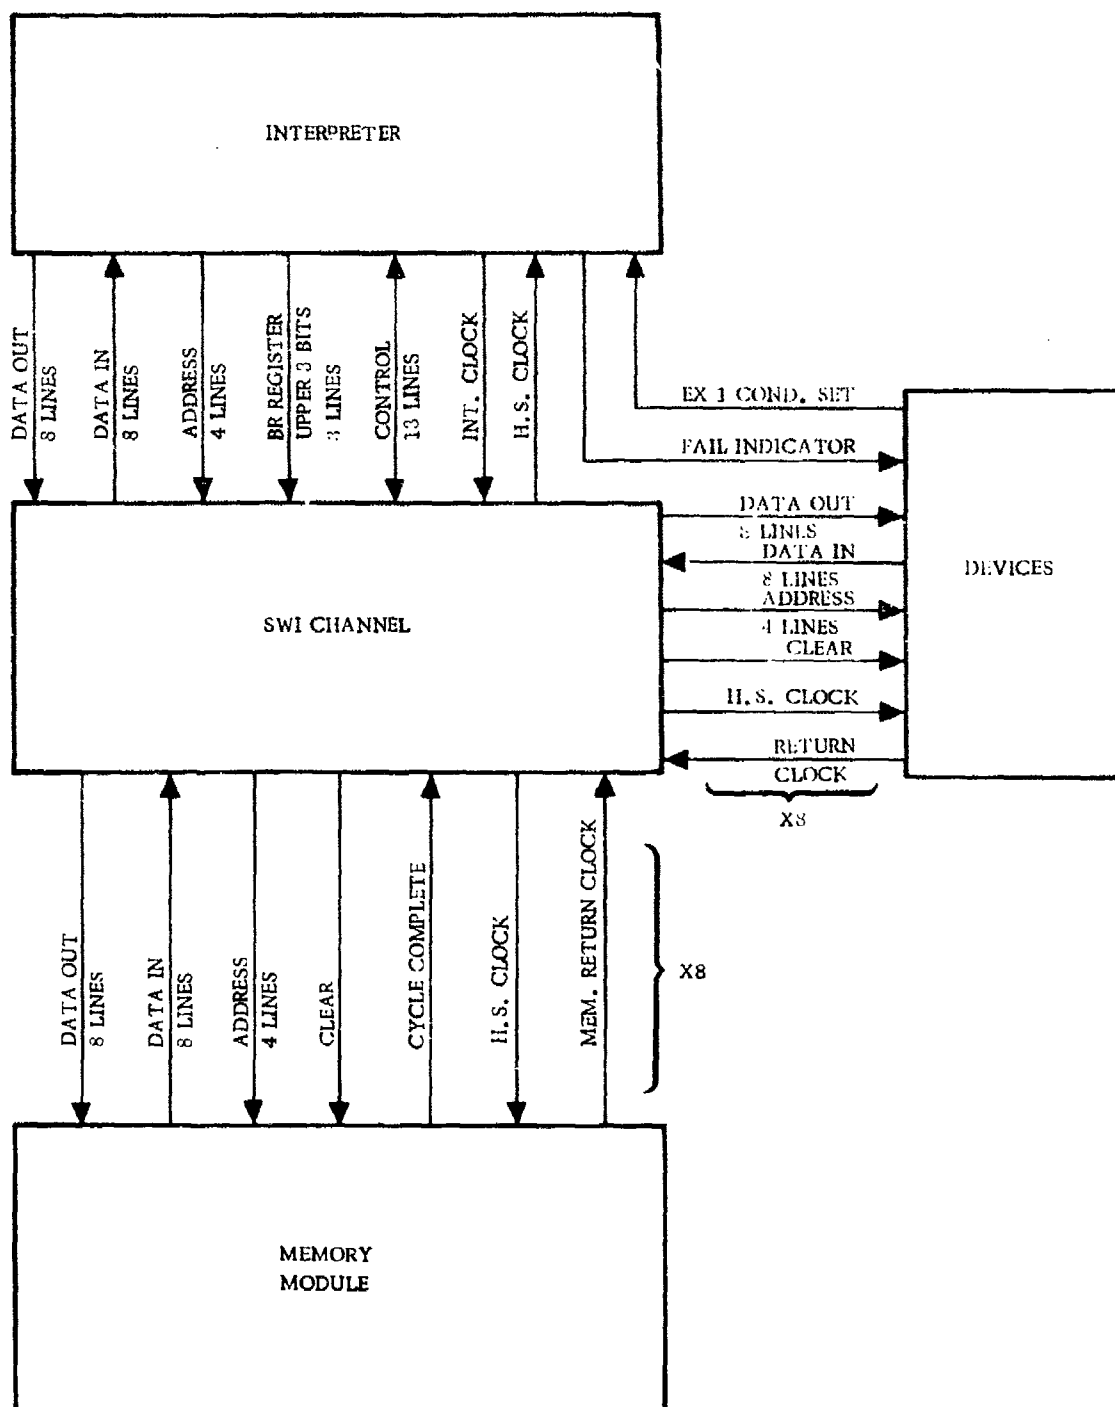 INTERPRETER
DATA OUT
8 LINES
DATA IN
8 LINES
ADDRESS
4 LINES
BR REGISTER
UPPER 3 BITS
3 LINES
CONTROL
13 LINES
INT. CLOCK
H.S. CLOCK
EX 1 COND. SET
FAIL INDICATOR
DATA OUT
8 LINES
DATA IN
8 LINES
ADDRESS
4 LINES
CLEAR
H.S. CLOCK
RETURN
CLOCK
X8
DEVICES
SWI CHANNEL
DATA OUT
8 LINES
DATA IN
8 LINES
ADDRESS
4 LINES
CLEAR
CYCLE COMPLETE
H.S. CLOCK
MEM. RETURN CLOCK
X8
MEMORY
MODULE